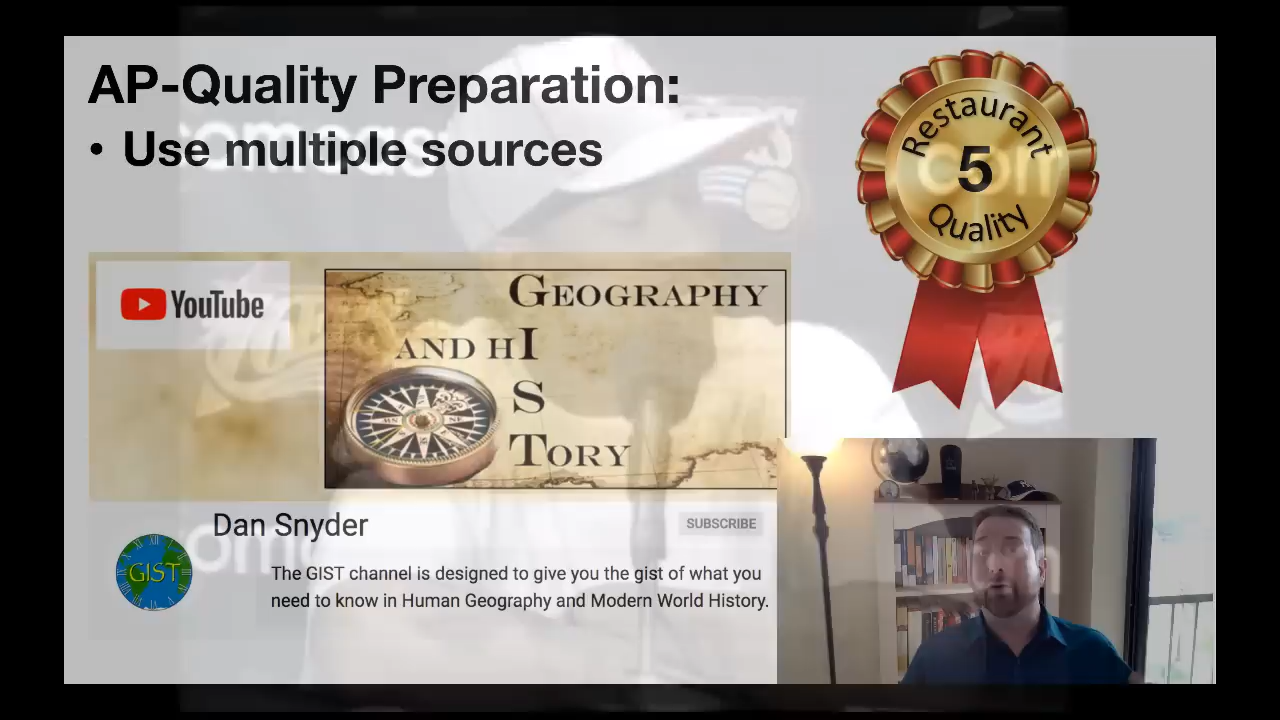 AP-Quality Preparation:
• Use multiple sources
Restaurant
5
Quality
YouTube
GEOGRAPHY
AND HI
S
TORY
Dan Snyder
SUBSCRIBE
GIST
The GIST channel is designed to give you the gist of what you
need to know in Human Geography and Modern World History.
comcast
com